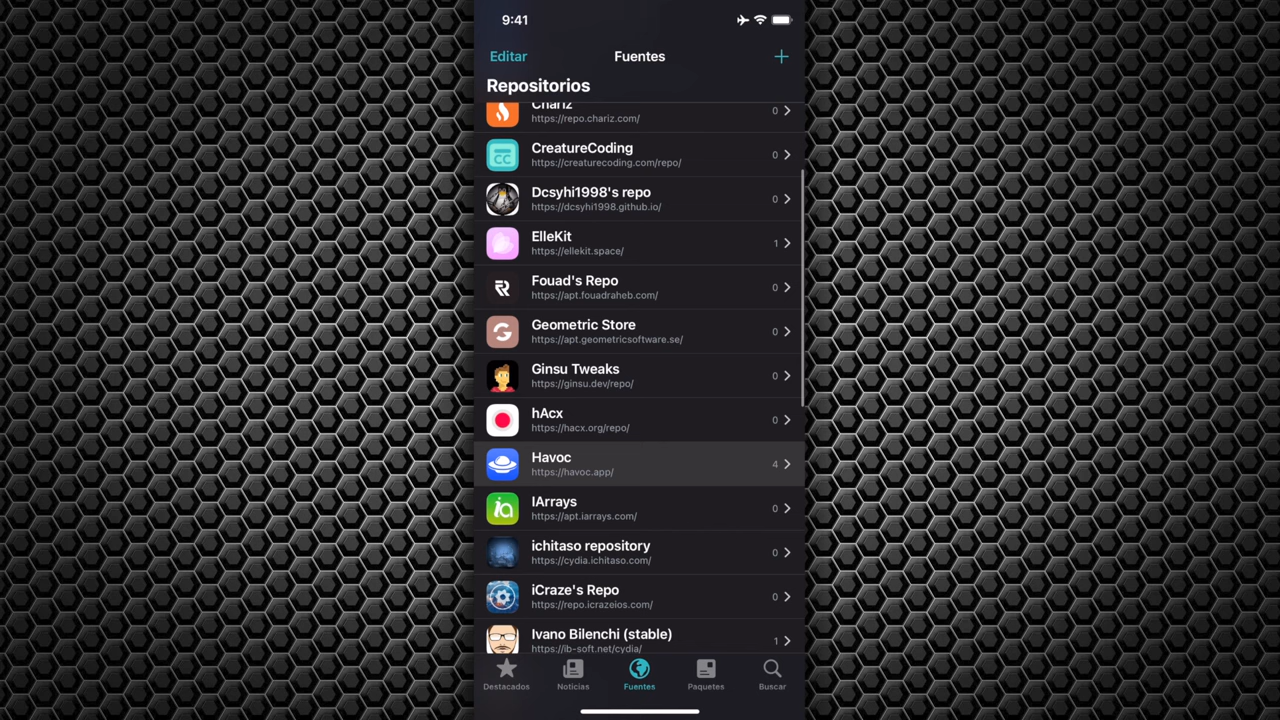 9:41
Editar
Fuentes
Repositorios
Chariz
https://repo.chariz.com/
0
CreatureCoding
https://creaturecoding.com/repo/
0
CC
Dcsyhi1998's repo
https://dcsyhi1998.github.io/
0
ElleKit
https://ellekit.space/
1
Fouad's Repo
https://apt.fouadraheb.com/
0
Geometric Store
https://apt.geometricsoftware.se/
0
Ginsu Tweaks
https://ginsu.dev/repo/
0
hAcx
https://hacx.org/repo/
0
Havoc
https://havoc.app/
4
IArrays
https://apt.iarrays.com/
0
ia
ichitaso repository
https://cydia.ichitaso.com/
0
iCraze's Repo
https://repo.icrazeios.com/
0
Ivano Bilenchi (stable)
https://ib-soft.net/cydia/
1
Destacados
Noticias
Fuentes
Paquetes
Buscar